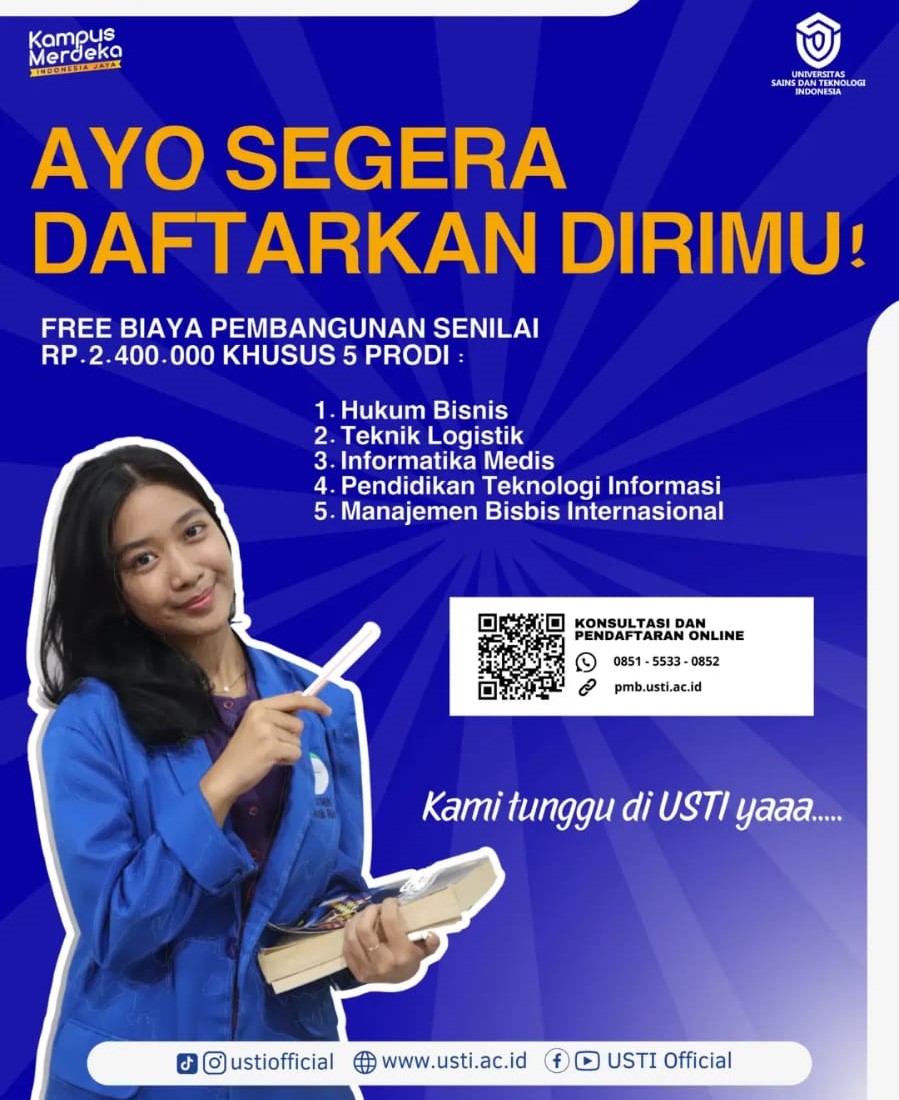 Kampus
Merdeka
INDONESIA JAYA
UNIVERSITAS
SAINS DAN TEKNOLOGI
INDONESIA
AYO SEGERA
DAFTARKAN DIRIMU!
FREE BIAYA PEMBANGUNAN SENILAI
RP.2.400.000 KHUSUS 5 PRODI :
1. Hukum Bisnis
2. Teknik Logistik
3. Informatika Medis
4. Pendidikan Teknologi Informasi
5. Manajemen Bisbis Internasional
KONSULTASI DAN
PENDAFTARAN ONLINE
0851 - 5533 - 0852
pmb.usti.ac.id
Kami tunggu di USTI yaaa.....
ustiofficial www.usti.ac.id USTI Official